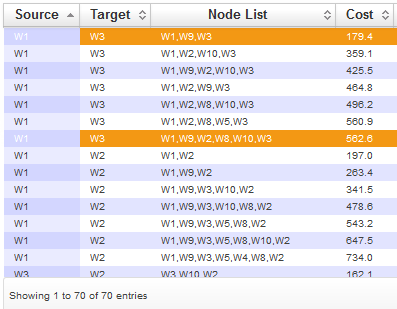 Source Target Node List Cost
W1 W3 W1,W9,W3 179.4
W1 W3 W1,W2,W10,W3 359.1
W1 W3 W1,W9,W2,W10,W3 425.5
W1 W3 W1,W2,W9,W3 464.8
W1 W3 W1,W2,W8,W10,W3 496.2
W1 W3 W1,W2,W8,W5,W3 560.9
W1 W3 W1,W9,W2,W8,W10,W3 562.6
W1 W2 W1,W2 197.0
W1 W2 W1,W9,W2 263.4
W1 W2 W1,W9,W3,W10,W2 341.5
W1 W2 W1,W9,W3,W10,W8,W2 478.6
W1 W2 W1,W9,W3,W5,W8,W2 543.2
W1 W2 W1,W9,W3,W5,W8,W10,W2 647.5
W1 W2 W1,W9,W3,W5,W4,W8,W2 734.0
W3 W2 W3,W10,W2 162.1
Showing 1 to 70 of 70 entries